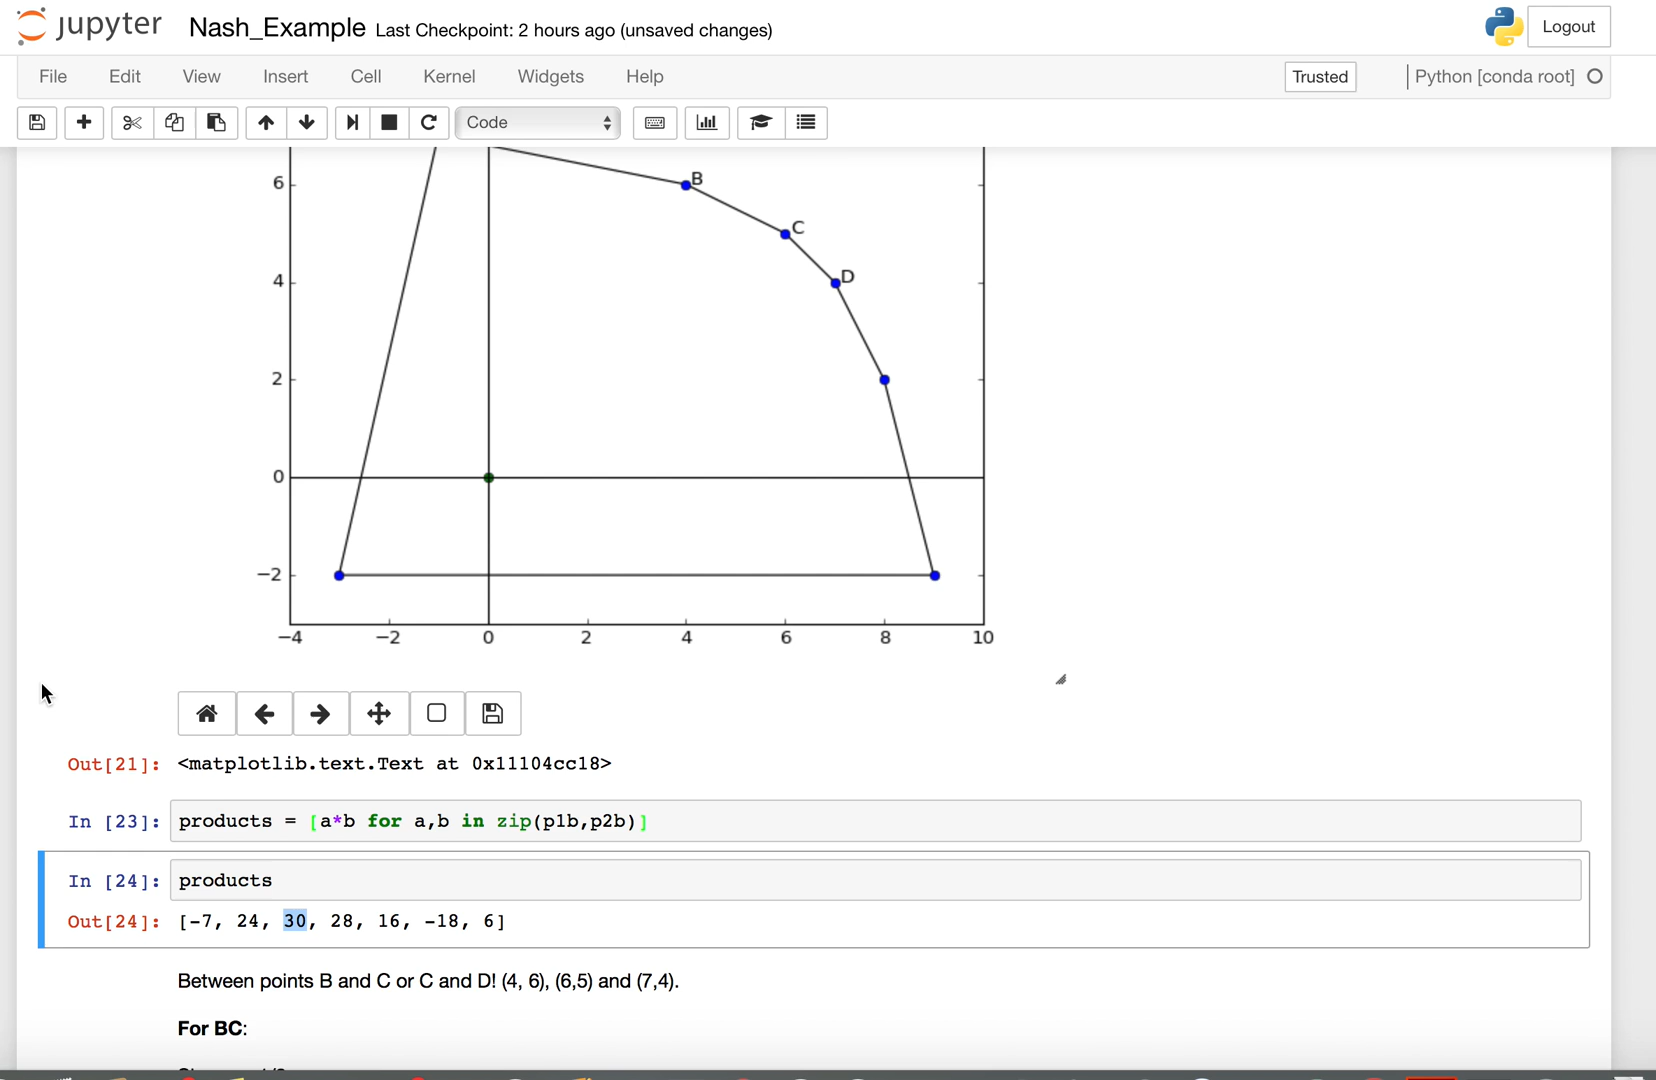 jupyter Nash_Example Last Checkpoint: 2 hours ago (unsaved changes) Logout
File Edit View Insert Cell Kernel Widgets Help Trusted Python [conda root]
Code
B
6
C
D
4
2
0
−2
−4 −2 0 2 4 6 8 10
Out[21]: <matplotlib.text.Text at 0x11104cc18>
In [23]: products = [a*b for a,b in zip(p1b,p2b)]
In [24]: products
Out[24]: [-7, 24, 30, 28, 16, -18, 6]
Between points B and C or C and D! (4, 6), (6,5) and (7,4).
For BC: